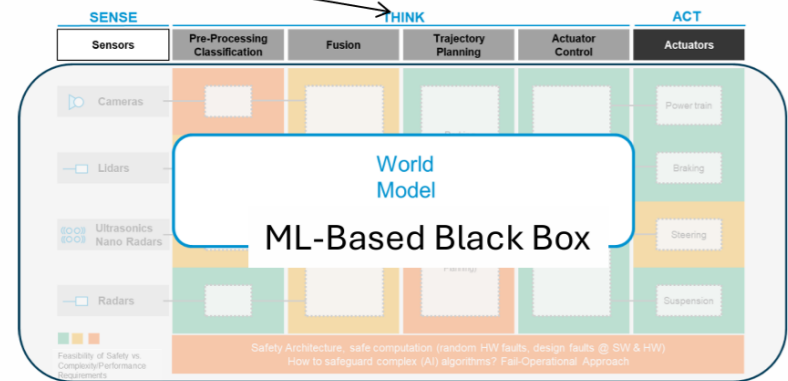 SENSE
THINK
ACT
Sensors
Pre-Processing
Classification
Fusion
Trajectory
Planning
Actuator
Control
Actuators
Cameras
Power train
World
Model
Lidars
Braking
ML-Based Black Box
Ultrasonics
Nano Radars
Steering
Parking)
Radars
Suspension
Feasibility of Safety vs.
Complexity/Performance
Requirements
Safety Architecture, safe computation (random HW faults, design faults @ SW & HW)
How to safeguard complex (AI) algorithms? Fail-Operational Approach